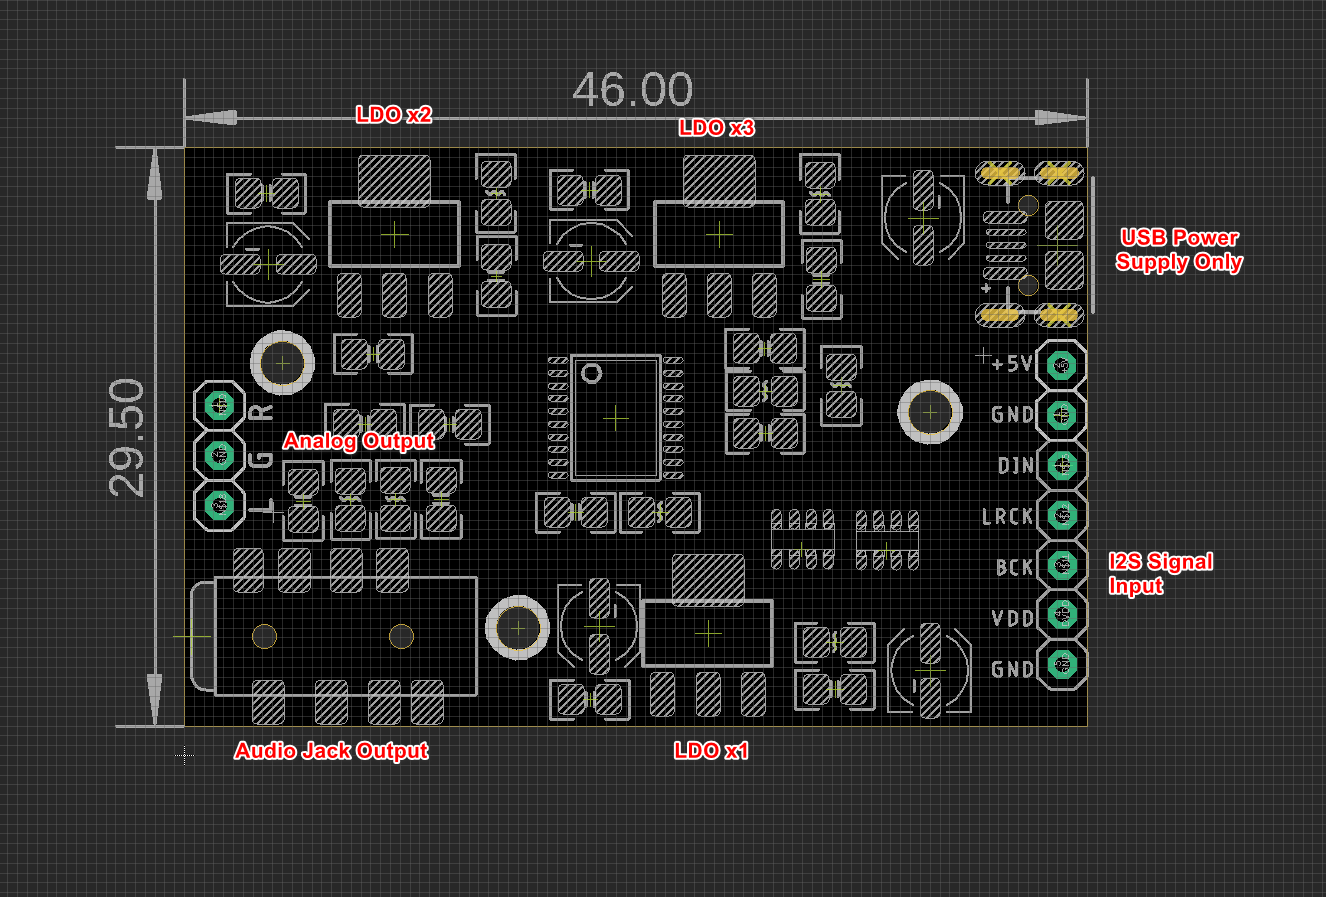 46.00
LDO x2
LDO x3
USB Power
Supply Only
+5V
GND
29.50
R
Analog Output
G
DIN
L
LRCK
BCK
I2S Signal
Input
VDD
GND
Audio Jack Output
LDO x1